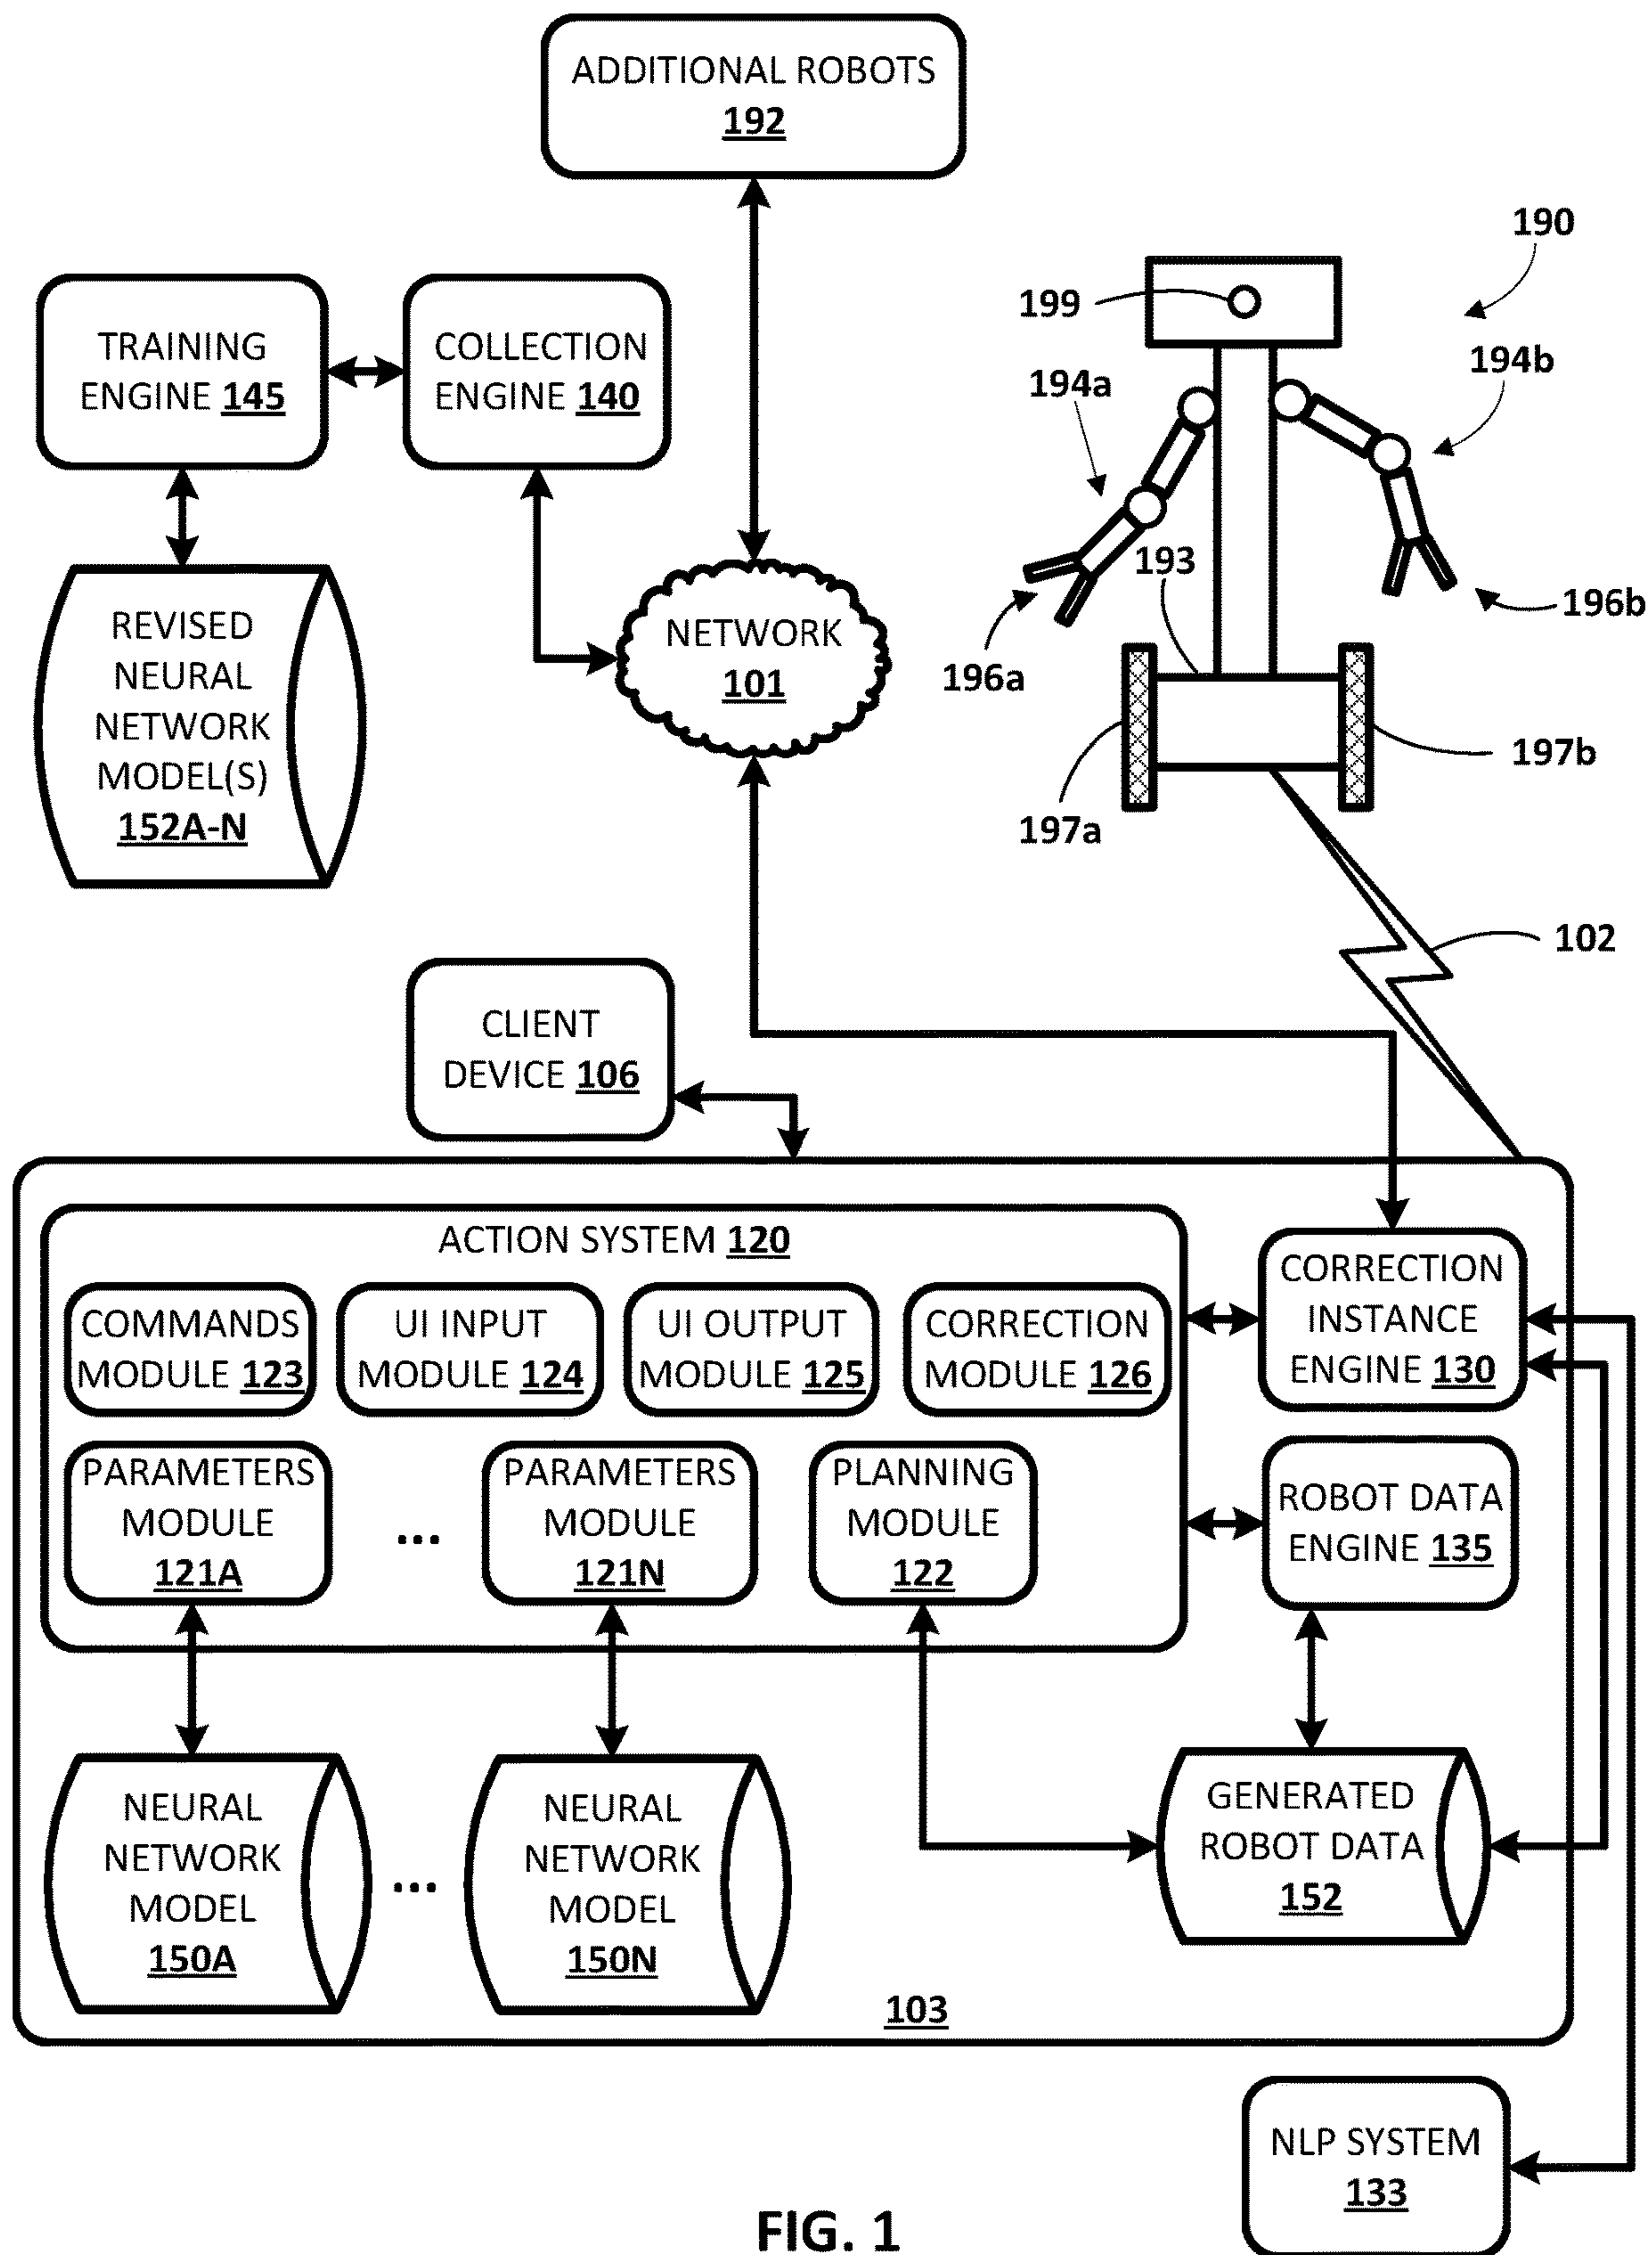 ADDITIONAL ROBOTS
192
190
199
TRAINING
ENGINE 145
COLLECTION
ENGINE 140
194a
194b
193
196a
196b
REVISED
NEURAL
NETWORK
MODEL(S)
152A-N
NETWORK
101
197a
197b
102
CLIENT
DEVICE 106
ACTION SYSTEM 120
COMMANDS
MODULE 123
UI INPUT
MODULE 124
UI OUTPUT
MODULE 125
CORRECTION
MODULE 126
CORRECTION
INSTANCE
ENGINE 130
PARAMETERS
MODULE
121A
...
PARAMETERS
MODULE
121N
PLANNING
MODULE
122
ROBOT DATA
ENGINE 135
NEURAL
NETWORK
MODEL
150A
...
NEURAL
NETWORK
MODEL
150N
GENERATED
ROBOT DATA
152
103
NLP SYSTEM
133
FIG. 1